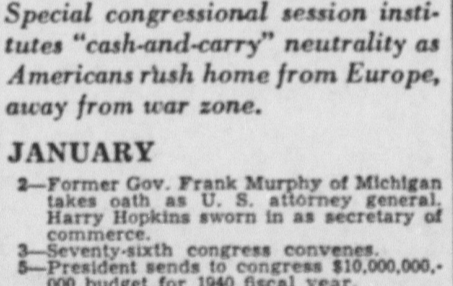 Special congressional session insti-
tutes "cash-and-carry" neutrality as
Americans rush home from Europe,
away from war zone.
JANUARY
2—Former Gov. Frank Murphy of Michigan
takes oath as U. S. attorney general.
Harry Hopkins sworn in as secretary of
commerce.
3—Seventy-sixth congress convenes.
5—President sends to congress $10,000,000,-
000 budget for 1940 fiscal year.